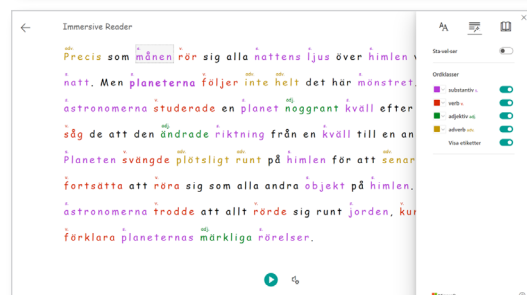 Immersive Reader
Precis som månen rör sig alla nattens ljus över himlen
natt. Men planeterna följer inte helt det här mönstret.
astronomerna studerade en planet noggrant kväll efter
såg de att den ändrade riktning från en kväll till en an
Planeten svängde plötsligt runt på himlen för att senar
fortsätta att röra sig som alla andra objekt på himlen.
astronomerna trodde att allt rörde sig runt jorden, kun
förklara planeternas märkliga rörelser.
Sta·vel·ser
Ordklasser
substantiv s.
verb v.
adjektiv adj.
adverb adv.
Visa etiketter